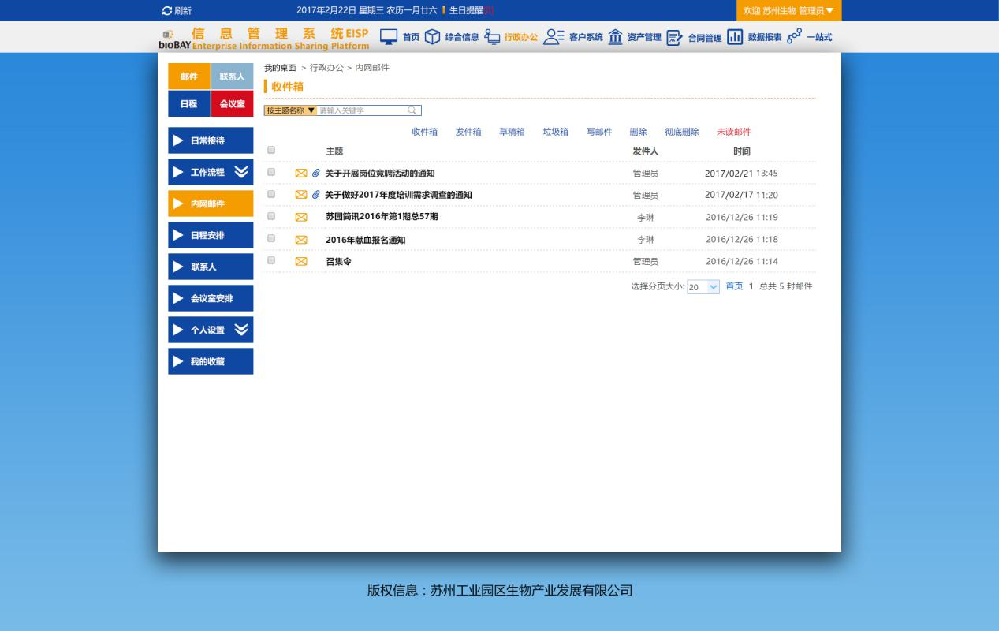 刷新
2017年2月22日 星期三 农历一月廿六 生日提醒[0]
欢迎 苏州生物 管理员
bioBAY 信息管理系统EISP
Enterprise Information Sharing Platform
首页 综合信息 行政办公 客户系统 资产管理 合同管理 数据报表 一站式
邮件 联系人
日程 会议室
日常接待
工作流程
内网邮件
日程安排
联系人
会议室安排
个人设置
我的收藏
我的桌面 > 行政办公 > 内网邮件
收件箱
按主题名称 ▼ 请输入关键字
收件箱 发件箱 草稿箱 垃圾箱 写邮件 删除 彻底删除 未读邮件
主题 发件人 时间
关于开展岗位竞聘活动的通知 管理员 2017/02/21 13:45
关于做好2017年度培训需求调查的通知 管理员 2017/02/17 11:20
苏园简讯2016年第1期总57期 李琳 2016/12/26 11:19
2016年献血报名通知 李琳 2016/12/26 11:18
召集令 管理员 2016/12/26 11:14
选择分页大小: 20 首页 1 总共 5 封邮件
版权信息：苏州工业园区生物产业发展有限公司